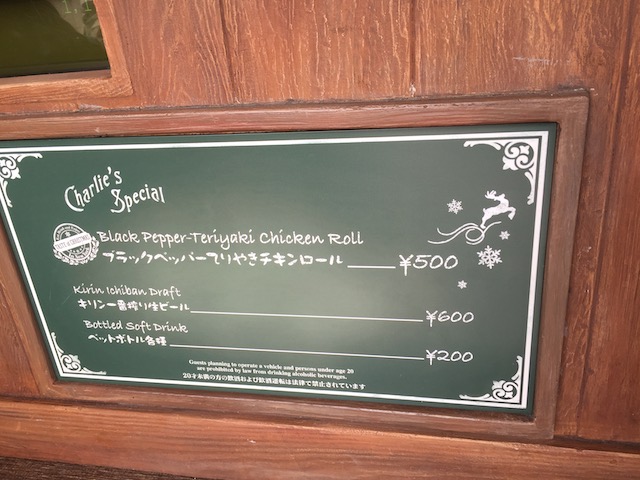 Charlie's
Special
TASTE of CHRISTMAS
Black Pepper-Teriyaki Chicken Roll
ブラックペッパーてりやきチキンロール ¥500
Kirin Ichiban Draft
キリン一番搾り生ビール ¥600
Bottled Soft Drink
ペットボトル各種 ¥200
Guests planning to operate a vehicle and persons under age 20
are prohibited by law from drinking alcoholic beverages.
20才未満の方の飲酒および飲酒運転は法律で禁止されています